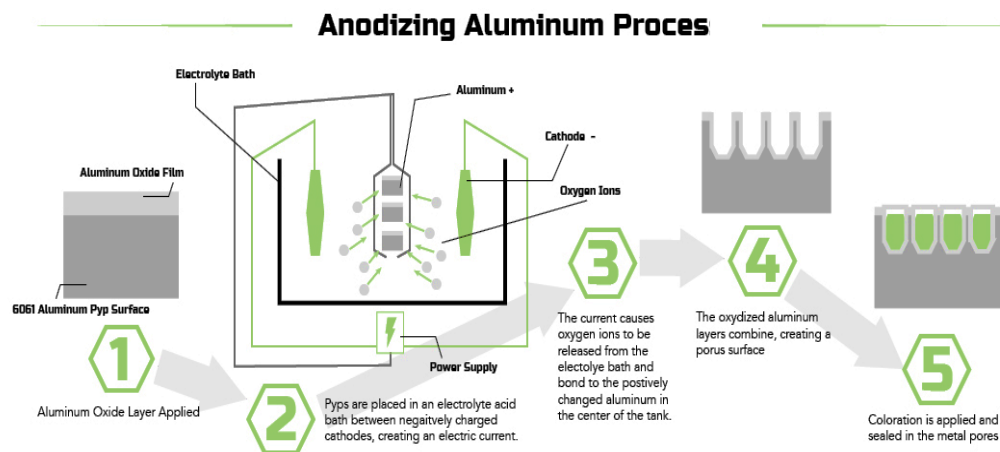 Anodizing Aluminum Proces
Electrolyte Bath
Aluminum +
Cathode -
Oxygen Ions
Aluminum Oxide Film
6061 Aluminum Pyp Surface
Power Supply
1
Aluminum Oxide Layer Applied
2
Pyps are placed in an electrolyte acid
bath between negaitvely charged
cathodes, creating an electric current.
3
The current causes
oxygen ions to be
released from the
electolye bath and
bond to the postively
changed aluminum in
the center of the tank.
4
The oxydized aluminum
layers combine, creating a
porus surface
5
Coloration is applied and
sealed in the metal pores